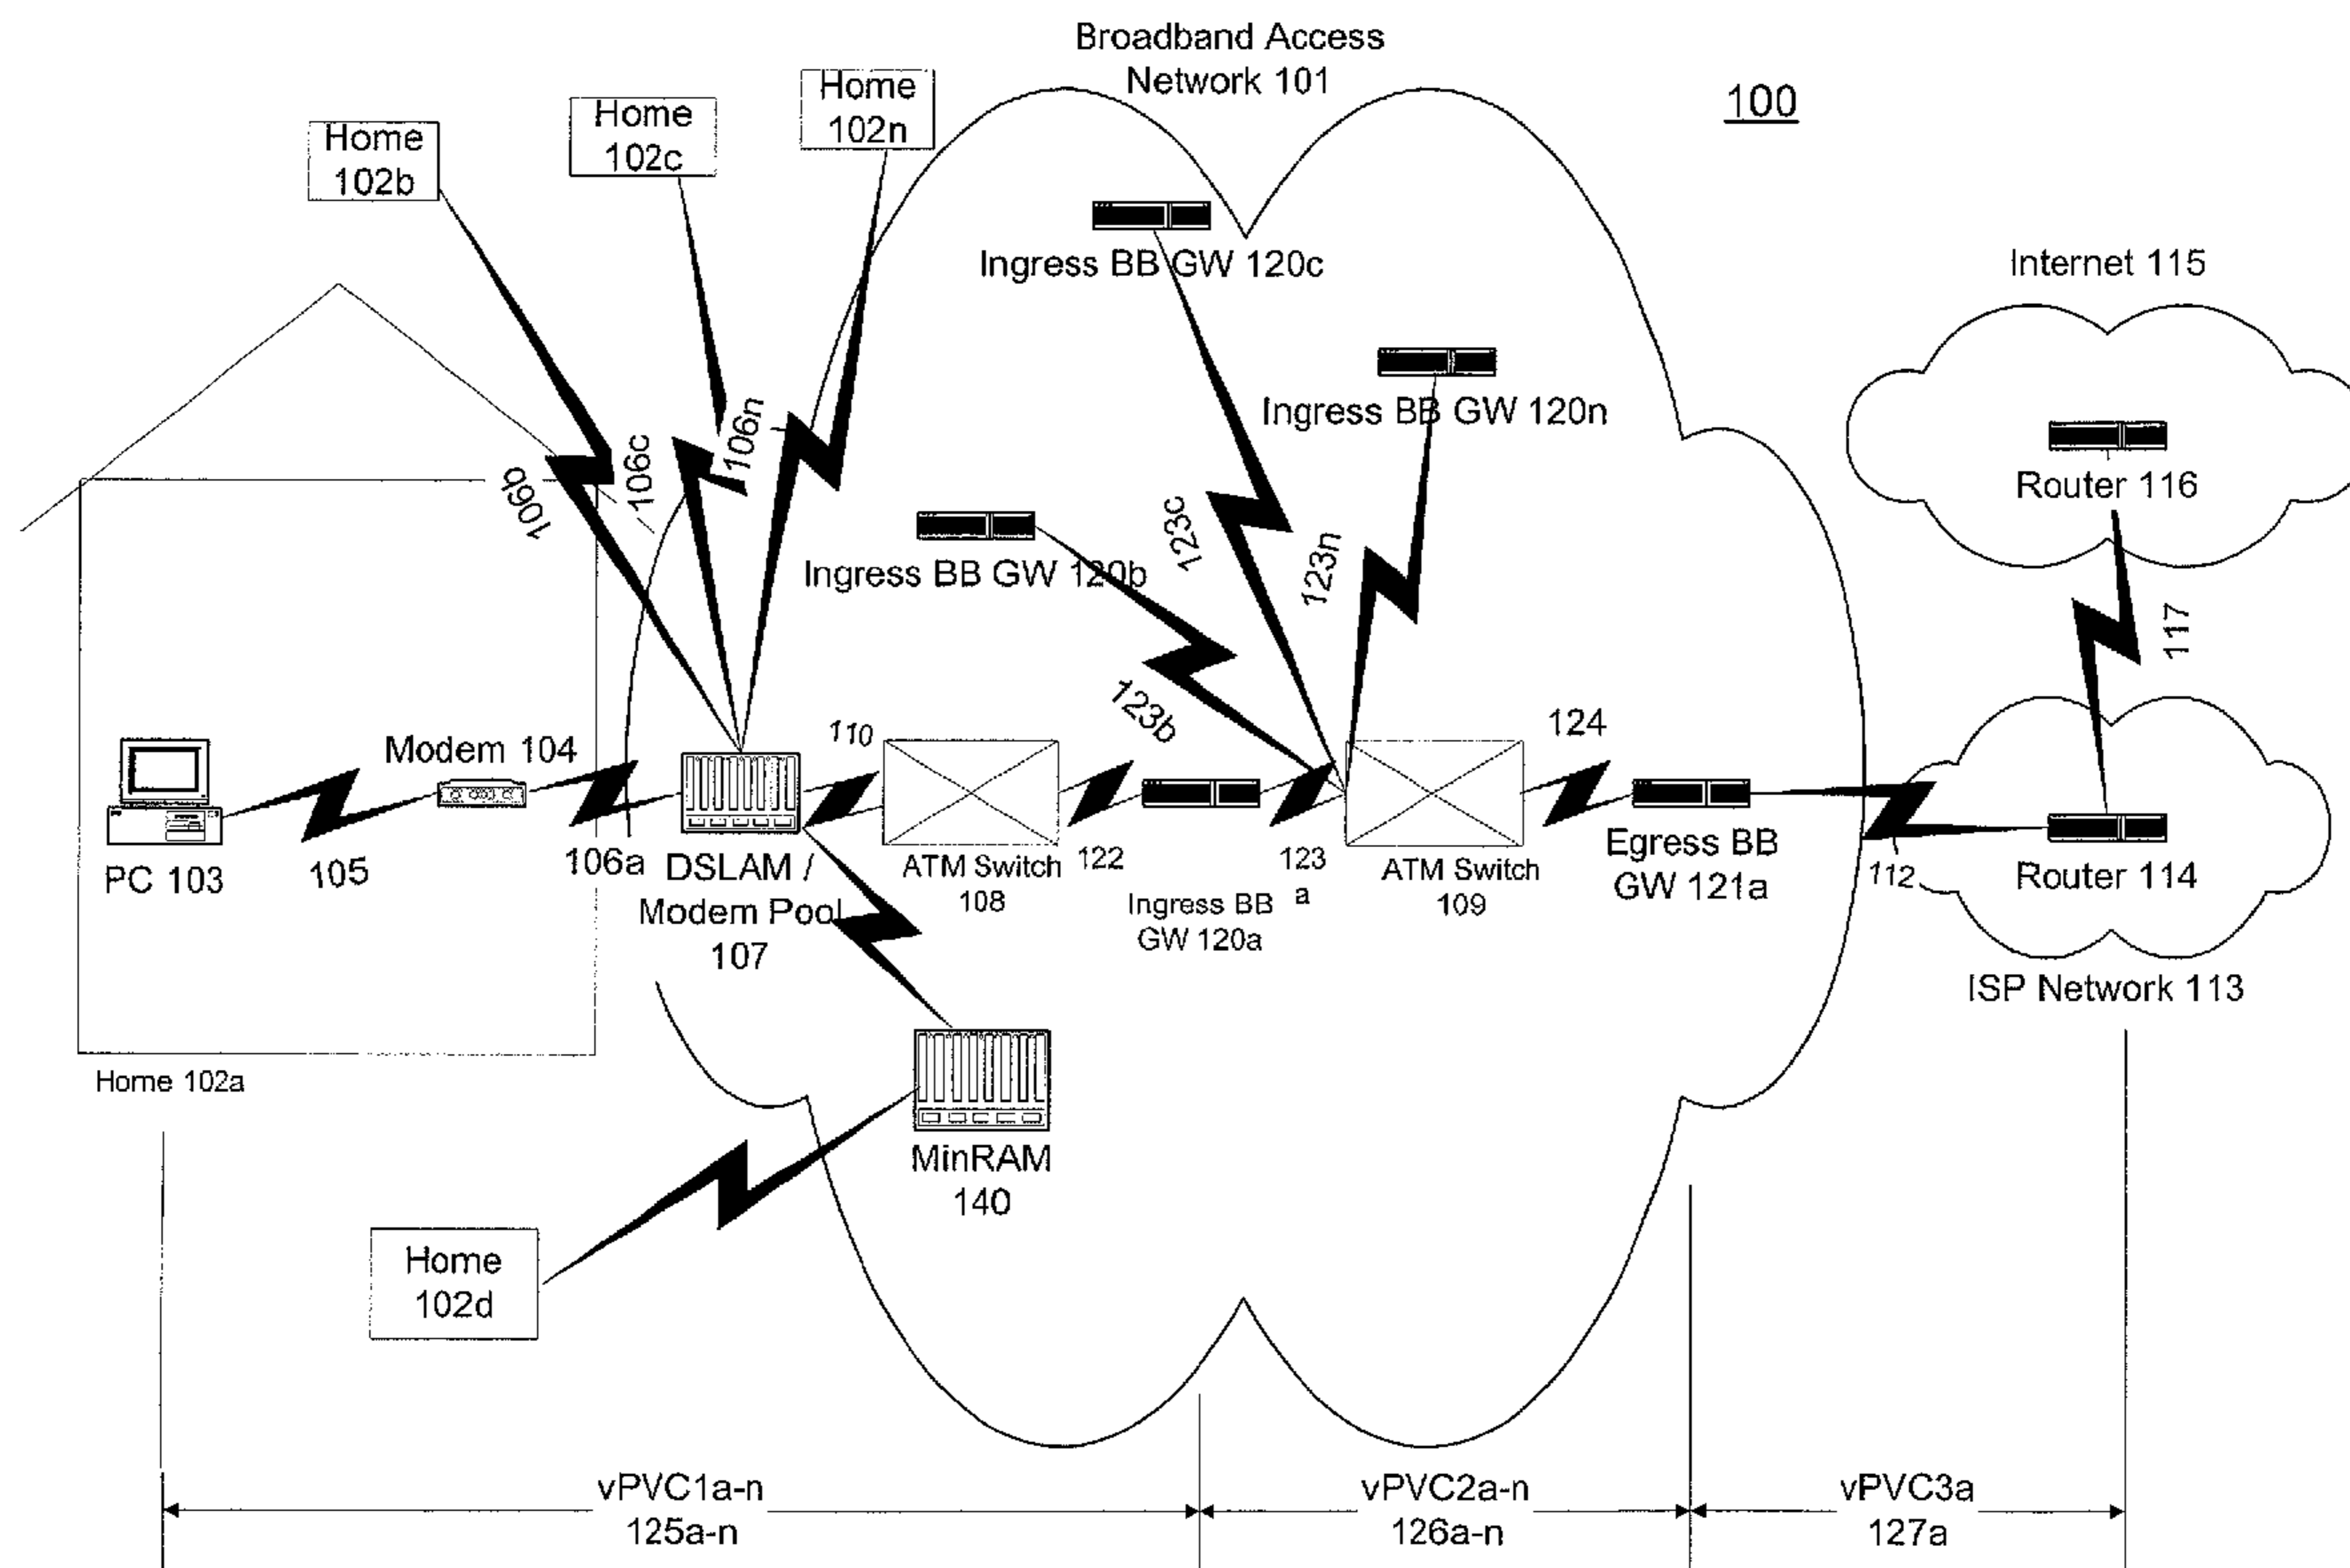 Broadband Access
Network 101
100
Home
102b
Home
102c
Home
102n
Ingress BB GW 120c
Internet 115
Ingress BB GW 120n
Router 116
106b
106c
106n
Ingress BB GW 120b
123c
123n
117
123b
110
124
Modem 104
PC 103
105
106a
DSLAM /
Modem Pool
107
ATM Switch
108
122
Ingress BB
GW 120a
123
a
ATM Switch
109
Egress BB
GW 121a
112
Router 114
ISP Network 113
Home 102a
MinRAM
140
Home
102d
vPVC1a-n
125a-n
vPVC2a-n
126a-n
vPVC3a
127a